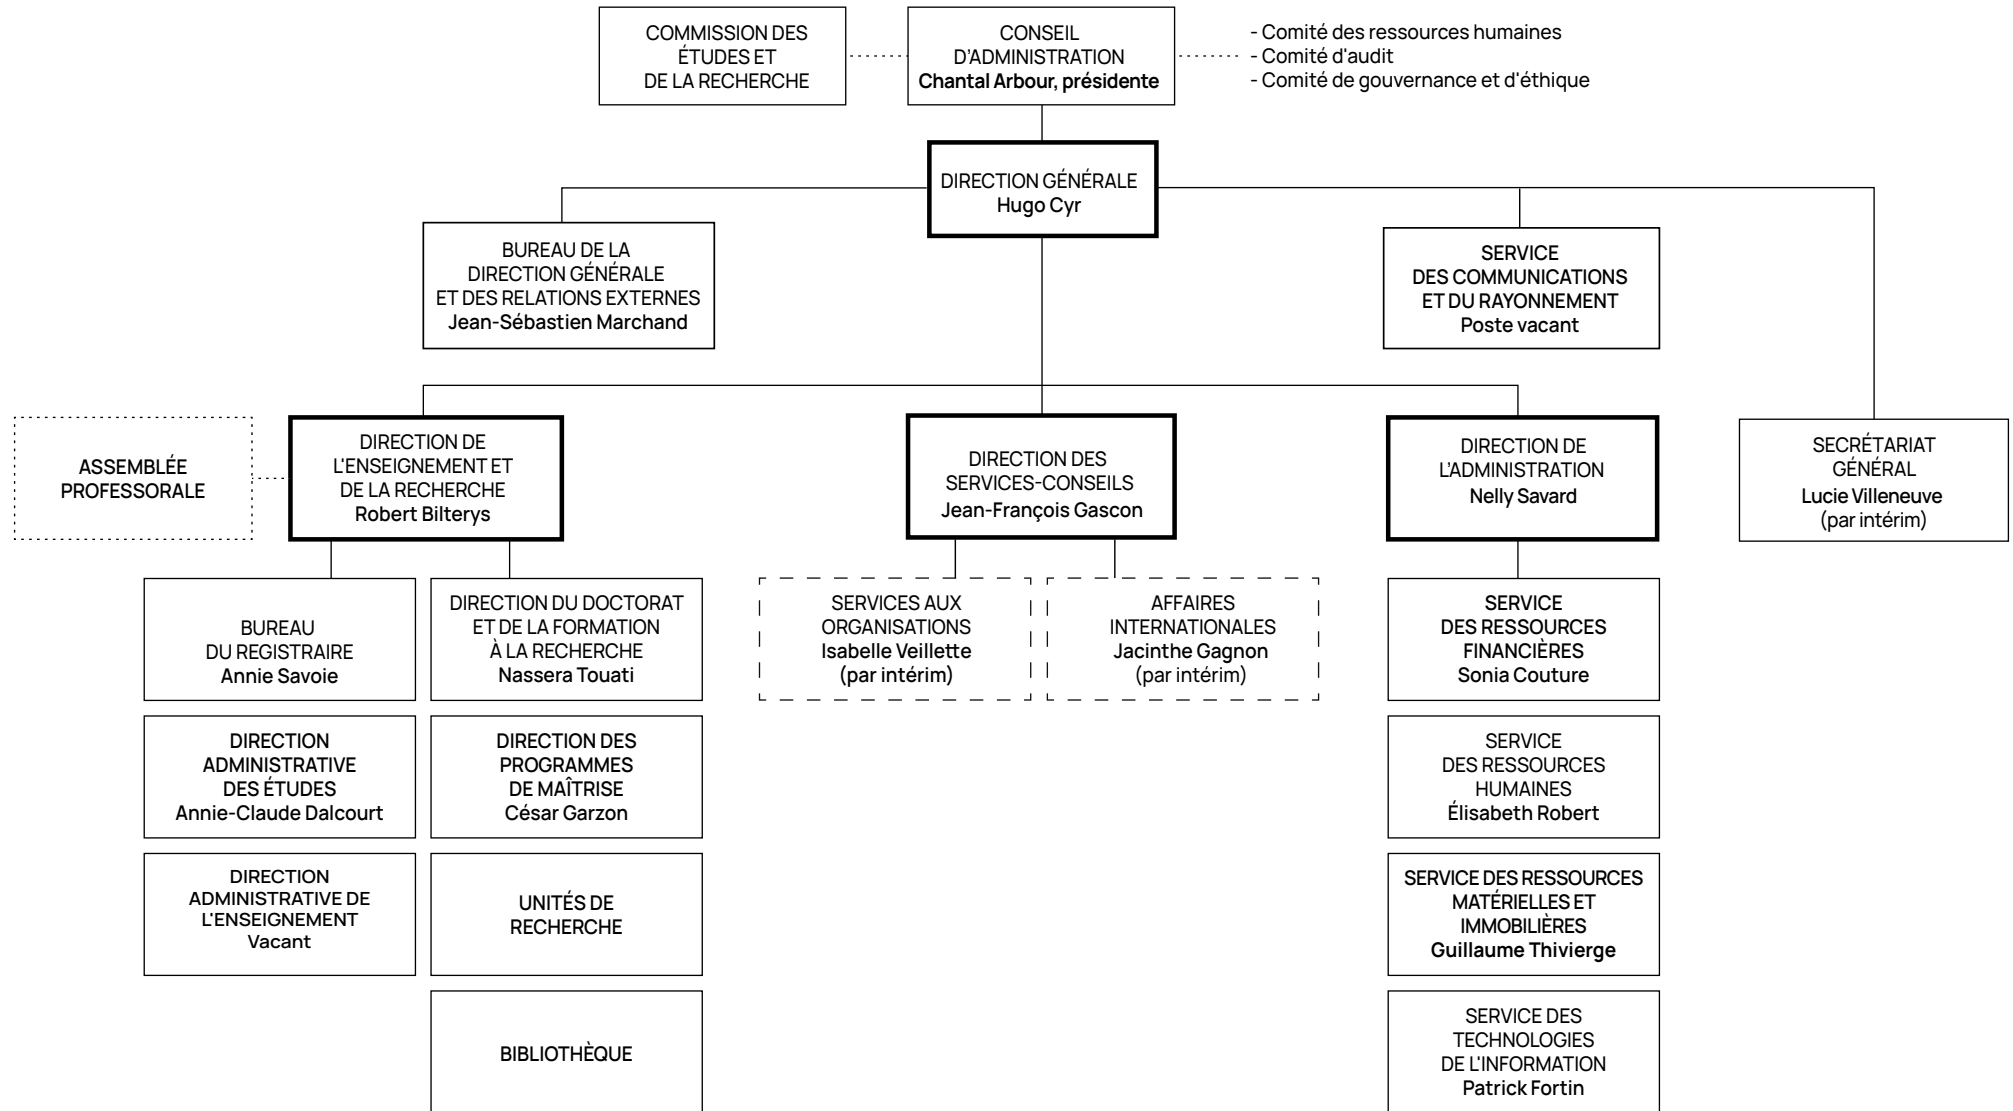 COMMISSION DES
ÉTUDES ET
DE LA RECHERCHE
CONSEIL
D'ADMINISTRATION
Chantal Arbour, présidente
- Comité des ressources humaines
- Comité d'audit
- Comité de gouvernance et d'éthique
DIRECTION GÉNÉRALE
Hugo Cyr
BUREAU DE LA
DIRECTION GÉNÉRALE
ET DES RELATIONS EXTERNES
Jean-Sébastien Marchand
SERVICE
DES COMMUNICATIONS
ET DU RAYONNEMENT
Poste vacant
ASSEMBLÉE
PROFESSORALE
DIRECTION DE
L'ENSEIGNEMENT ET
DE LA RECHERCHE
Robert Bilterys
DIRECTION DES
SERVICES-CONSEILS
Jean-François Gascon
DIRECTION DE
L'ADMINISTRATION
Nelly Savard
SECRÉTARIAT
GÉNÉRAL
Lucie Villeneuve
(par intérim)
BUREAU
DU REGISTRAIRE
Annie Savoie
DIRECTION DU DOCTORAT
ET DE LA FORMATION
À LA RECHERCHE
Nassera Touati
SERVICES AUX
ORGANISATIONS
Isabelle Veillette
(par intérim)
AFFAIRES
INTERNATIONALES
Jacinthe Gagnon
(par intérim)
SERVICE
DES RESSOURCES
FINANCIÈRES
Sonia Couture
DIRECTION
ADMINISTRATIVE
DES ÉTUDES
Annie-Claude Dalcourt
DIRECTION DES
PROGRAMMES
DE MAÎTRISE
César Garzon
SERVICE
DES RESSOURCES
HUMAINES
Élisabeth Robert
DIRECTION
ADMINISTRATIVE DE
L'ENSEIGNEMENT
Vacant
UNITÉS DE
RECHERCHE
SERVICE DES RESSOURCES
MATÉRIELLES ET
IMMOBILIÈRES
Guillaume Thivierge
BIBLIOTHÈQUE
SERVICE DES
TECHNOLOGIES
DE L'INFORMATION
Patrick Fortin